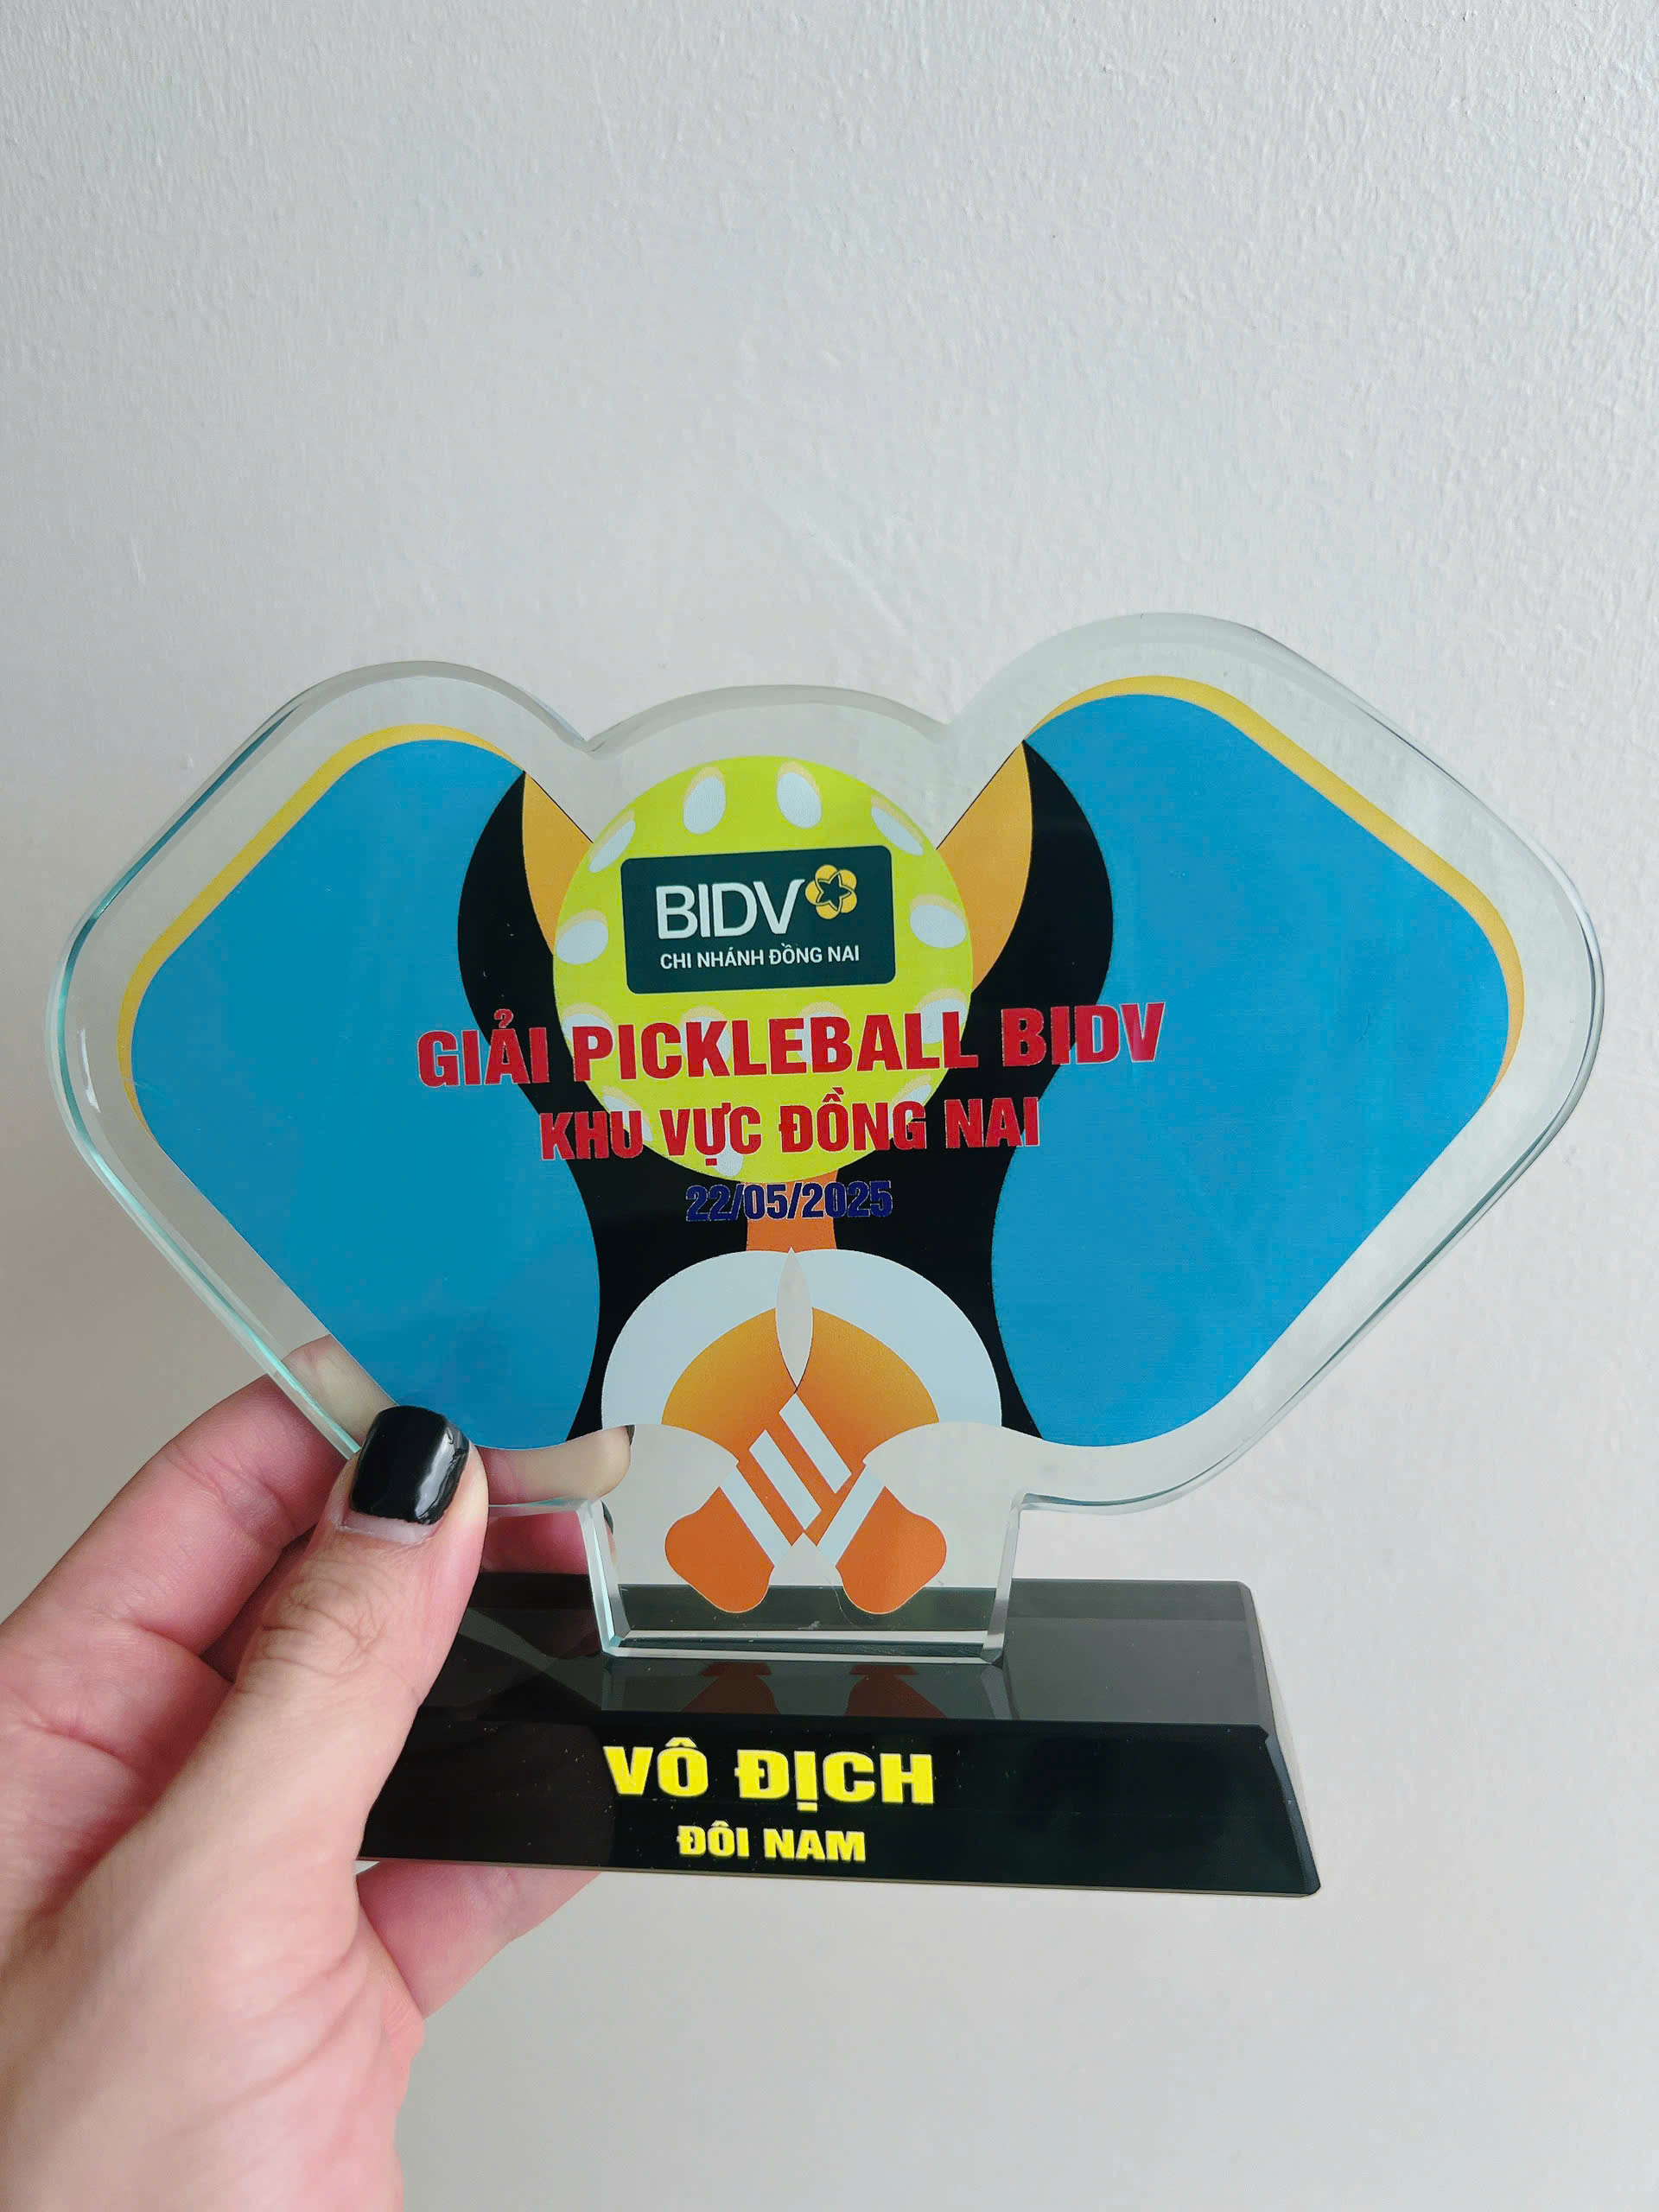 BIDV
CHI NHÁNH ĐỒNG NAI
GIẢI PICKLEBALL BIDV
KHU VỰC ĐỒNG NAI
22/05/2025
VÔ ĐỊCH
ĐÔI NAM